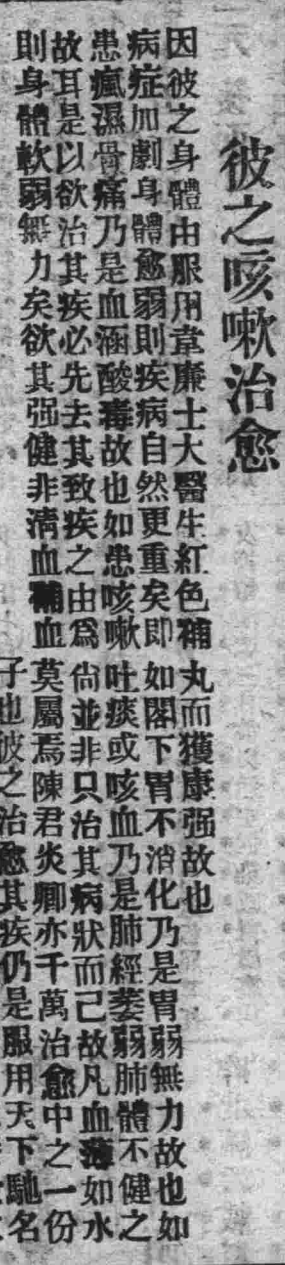 彼之咳嗽治愈
因彼之身體由服用韋廉士大醫生紅色補丸而獲康强故也
病症加劇身體愈弱則疾病自然更重矣即如閣下胃不消化乃是胃弱無力故也如
患瘋濕骨痛乃是血涵酸毒故也如患咳嗽吐痰或咳血乃是肺經萎弱肺體不健之
故耳是以欲治其疾必先去其致疾之由爲尙並非只治其病狀而已故凡血薄如水
則身體軟弱無力矣欲其强健非淸血補血莫屬焉陳君炎卿亦千萬治愈中之一份
子也彼之治愈其疾仍是服用天下馳名